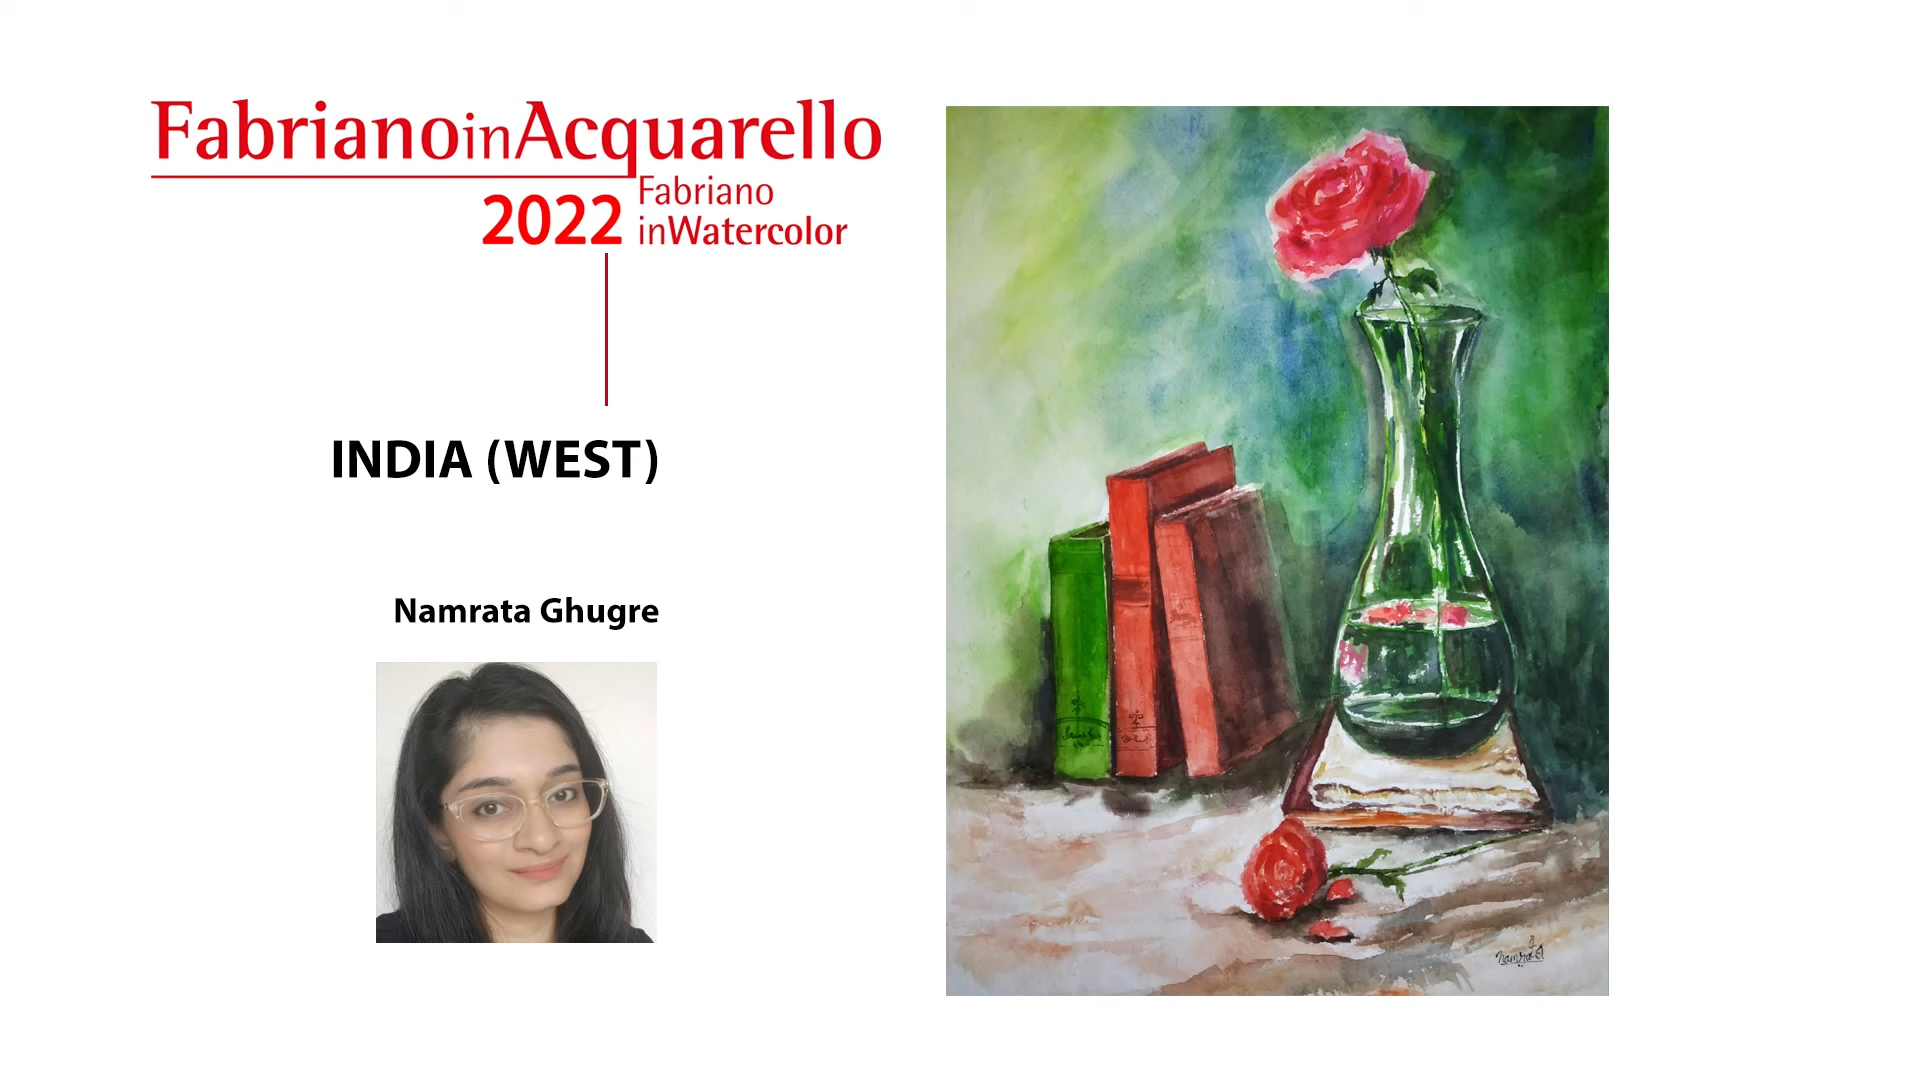 FabrianoinAcquarello
2022
Fabriano
inWatercolor
INDIA (WEST)
Namrata Ghugre